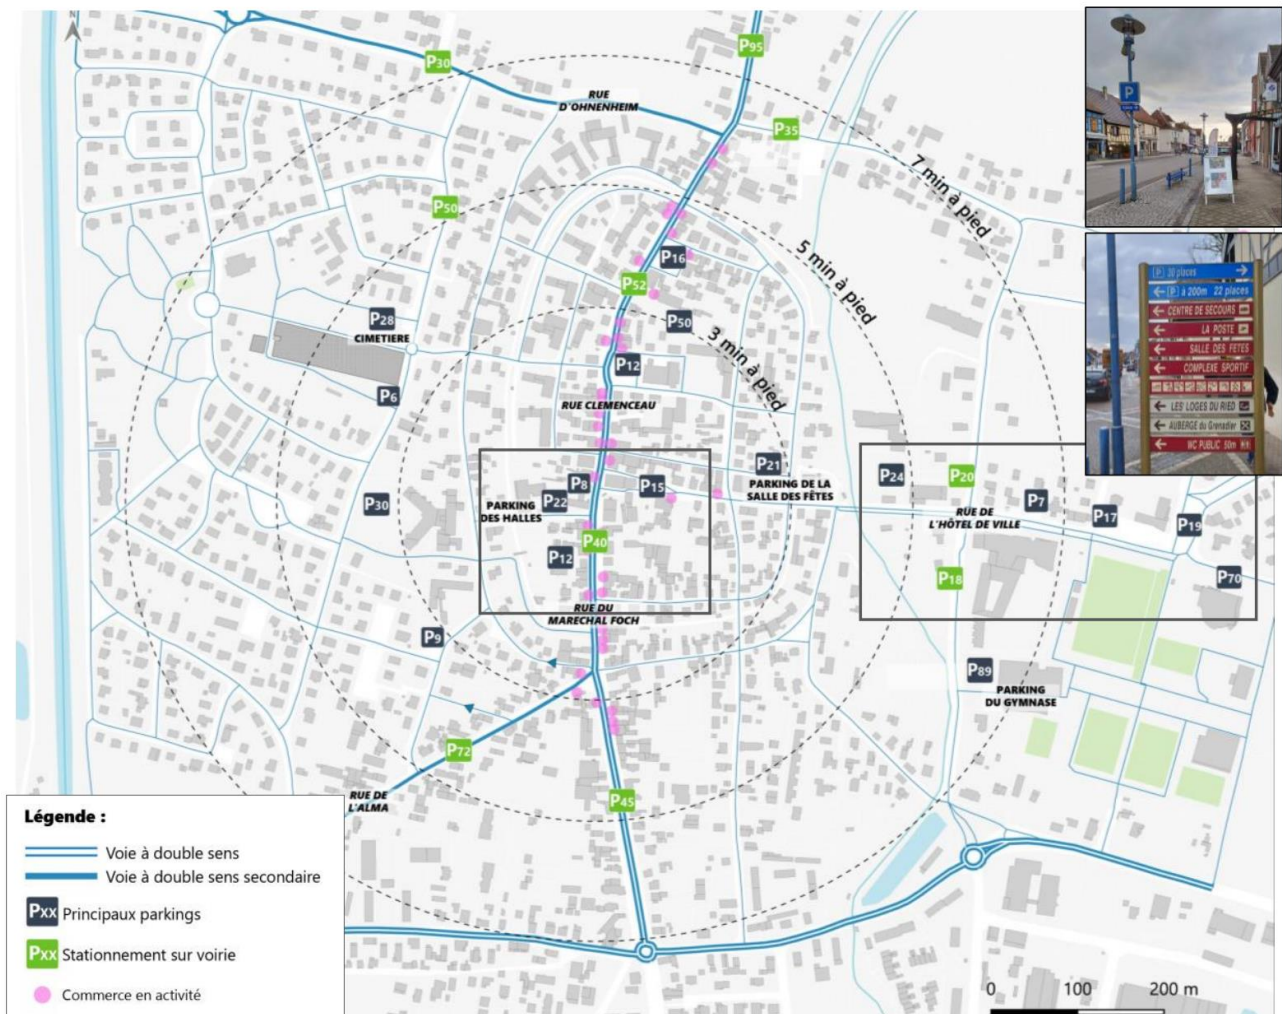 N
P30
P95
RUE
D'OHNENHEIM
P35
7 min à pied
P50
5 min à pied
P16
P52
P28
CIMETIERE
P50
3 min à pied
P12
P6
RUE CLEMENCEAU
P8
P15
P21
PARKING DE LA
SALLE DES FÊTES
P24
P20
P7
P30
P22
PARKING
DES HALLES
RUE DE
L'HÔTEL DE VILLE
P17
P19
P40
P12
P18
P70
RUE DU
MARECHAL FOCH
P9
P89
PARKING
DU GYMNASE
P72
P45
RUE DE
L'ALMA
P
P 30 places
P à 200m 22 places
CENTRE DE SECOURS
LA POSTE
SALLE DES FETES
COMPLEXE SPORTIF
LES LOGES DU RIED
AUBERGE du Grenadier
WC PUBLIC 50m
Légende :
Voie à double sens
Voie à double sens secondaire
Pxx Principaux parkings
Pxx Stationnement sur voirie
Commerce en activité
0 100 200 m